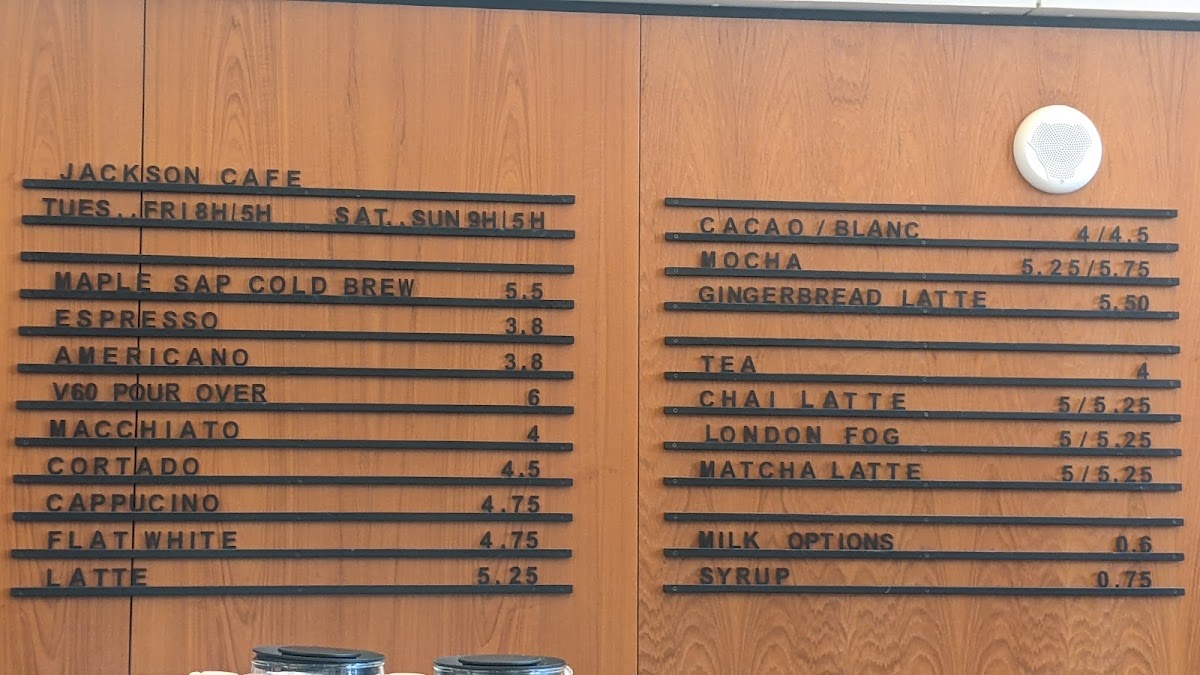 JACKSON CAFE
TUES..FRI 8H/5H SAT..SUN 9H/5H
MAPLE SAP COLD BREW 5.5
ESPRESSO 3.8
AMERICANO 3.8
V60 POUR OVER 6
MACCHIATO 4
CORTADO 4.5
CAPPUCINO 4.75
FLAT WHITE 4.75
LATTE 5.25
CACAO / BLANC 4/4.5
MOCHA 5.25/5.75
GINGERBREAD LATTE 5.50
TEA 4
CHAI LATTE 5/5.25
LONDON FOG 5/5.25
MATCHA LATTE 5/5.25
MILK OPTIONS 0.6
SYRUP 0.75